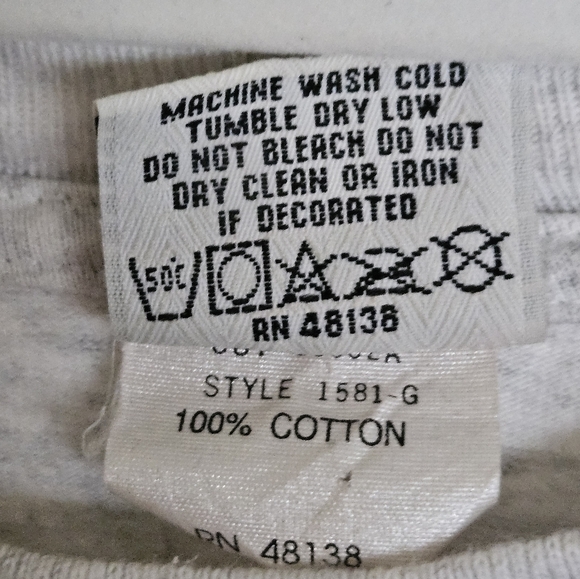 MACHINE WASH COLD
TUMBLE DRY LOW
DO NOT BLEACH DO NOT
DRY CLEAN OR IRON
IF DECORATED
50°C
RN 48138
STYLE 1581-G
100% COTTON
RN 48138